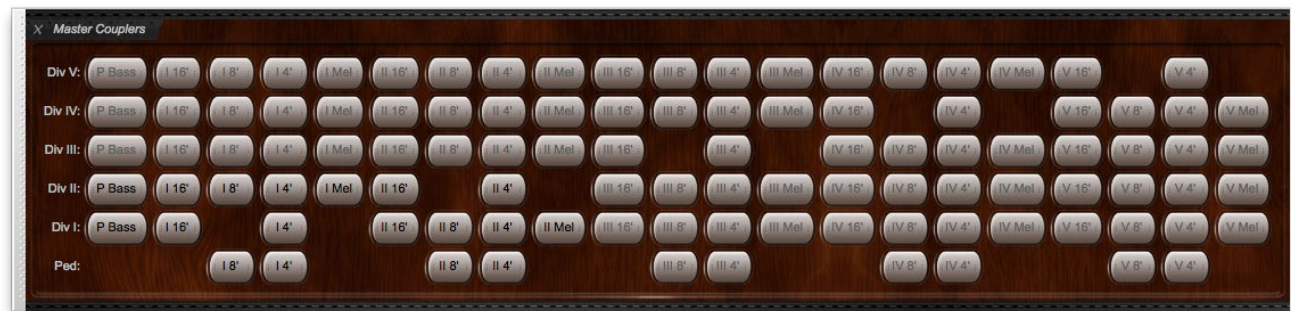 X Master Couplers
Div V: P Bass I 16' I 8' I 4' I Mel II 16' II 8' II 4' II Mel III 16' III 8' III 4' III Mel IV 16' IV 8' IV 4' IV Mel V 16' V 4'
Div IV: P Bass I 16' I 8' I 4' I Mel II 16' II 8' II 4' II Mel III 16' III 8' III 4' III Mel IV 16' IV 4' V 16' V 8' V 4' V Mel
Div III: P Bass I 16' I 8' I 4' I Mel II 16' II 8' II 4' II Mel III 16' III 4' IV 16' IV 8' IV 4' IV Mel V 16' V 8' V 4' V Mel
Div II: P Bass I 16' I 8' I 4' I Mel II 16' II 4' III 16' III 8' III 4' III Mel IV 16' IV 8' IV 4' IV Mel V 16' V 8' V 4' V Mel
Div I: P Bass I 16' I 4' II 16' II 8' II 4' II Mel III 16' III 8' III 4' III Mel IV 16' IV 8' IV 4' IV Mel V 16' V 8' V 4' V Mel
Ped: I 8' I 4' II 8' II 4' III 8' III 4' IV 8' IV 4' V 8' V 4'